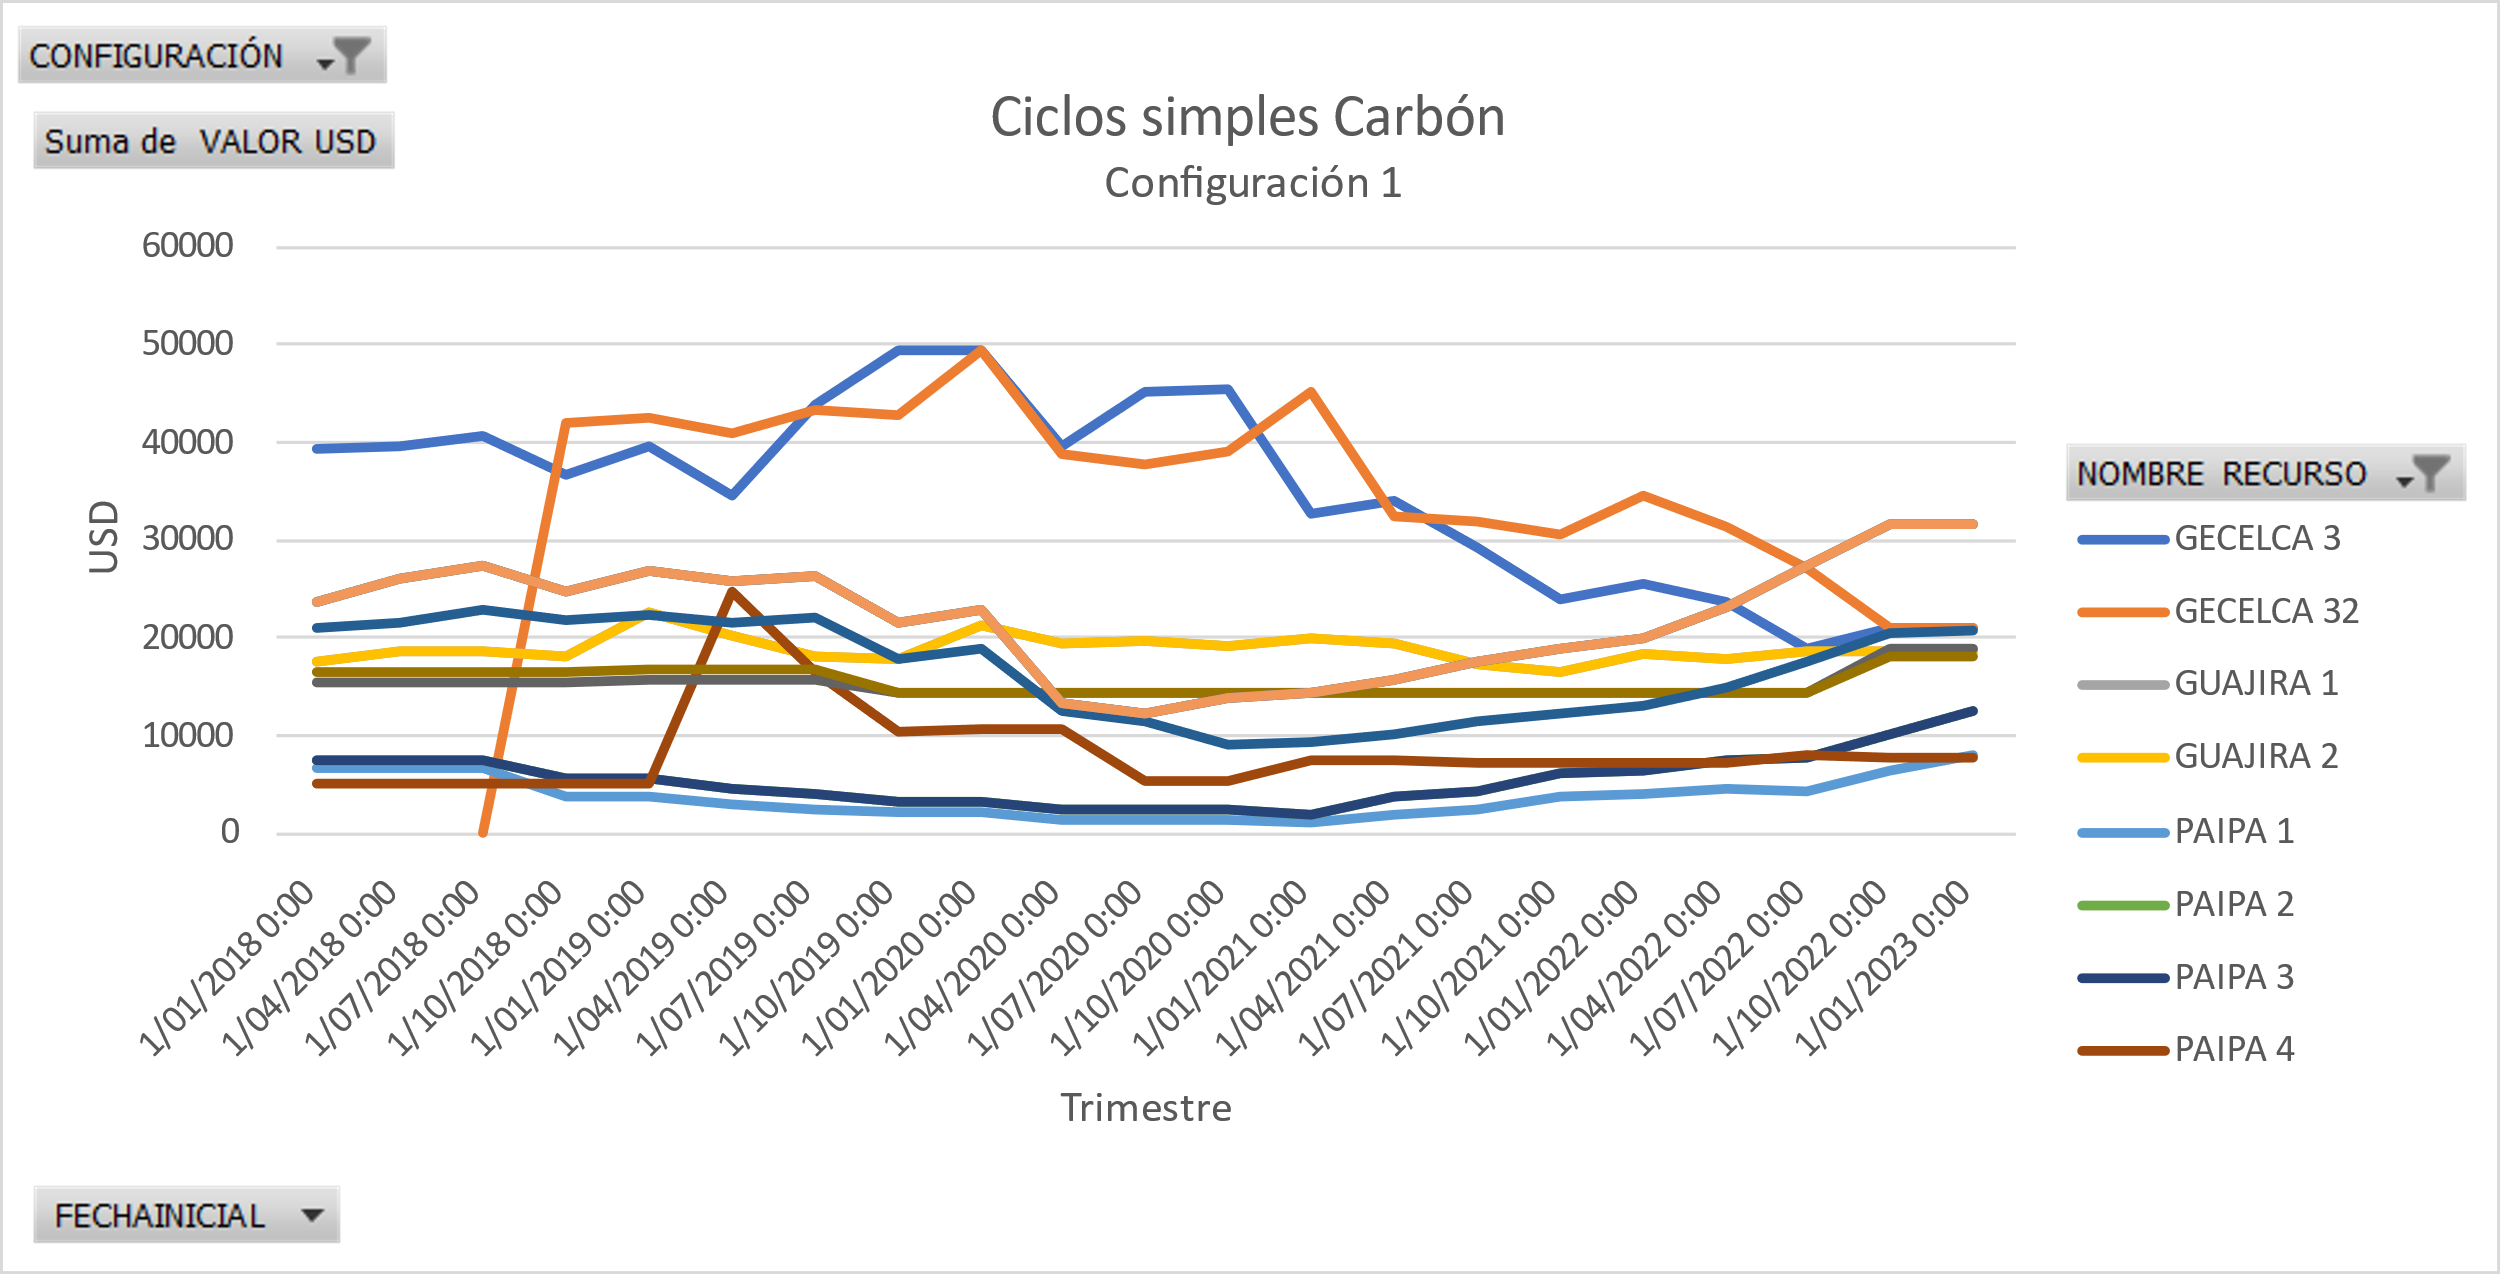 CONFIGURACIÓN
Suma de VALOR USD
Ciclos simples Carbón
Configuración 1
60000
50000
40000
30000
20000
10000
0
USD
1/01/2018 0:00
1/04/2018 0:00
1/07/2018 0:00
1/10/2018 0:00
1/01/2019 0:00
1/04/2019 0:00
1/07/2019 0:00
1/10/2019 0:00
1/01/2020 0:00
1/04/2020 0:00
1/07/2020 0:00
1/10/2020 0:00
1/01/2021 0:00
1/04/2021 0:00
1/07/2021 0:00
1/10/2021 0:00
1/01/2022 0:00
1/04/2022 0:00
1/07/2022 0:00
1/10/2022 0:00
1/01/2023 0:00
Trimestre
NOMBRE RECURSO
GECELCA 3
GECELCA 32
GUAJIRA 1
GUAJIRA 2
PAIPA 1
PAIPA 2
PAIPA 3
PAIPA 4
FECHAINICIAL